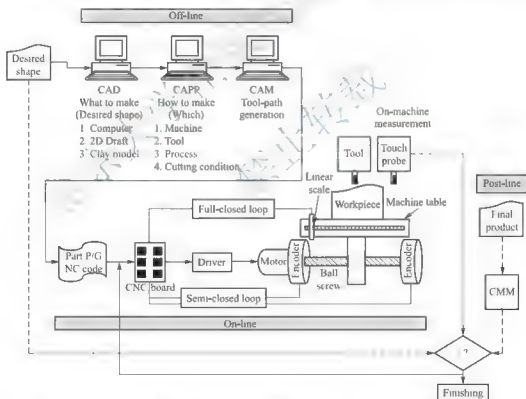 Off-line
Desired
shape
CAD
What to make
(Desired shape)
1 Computer
2 2D Draft
3 Clay model
CAPP
How to make
(Which)
1. Machine
2. Tool
3 Process
4. Cutting condition
CAM
Tool-path
generation
On-machine
measurement
Tool
Touch
probe
Linear
scale
Workpiece
Machine table
Post-line
Final
product
Full-closed loop
Part P/G
NC code
CNC board
Driver
Motor
Encoder
Ball
screw
Encoder
Semi-closed loop
CMM
On-line
Finishing